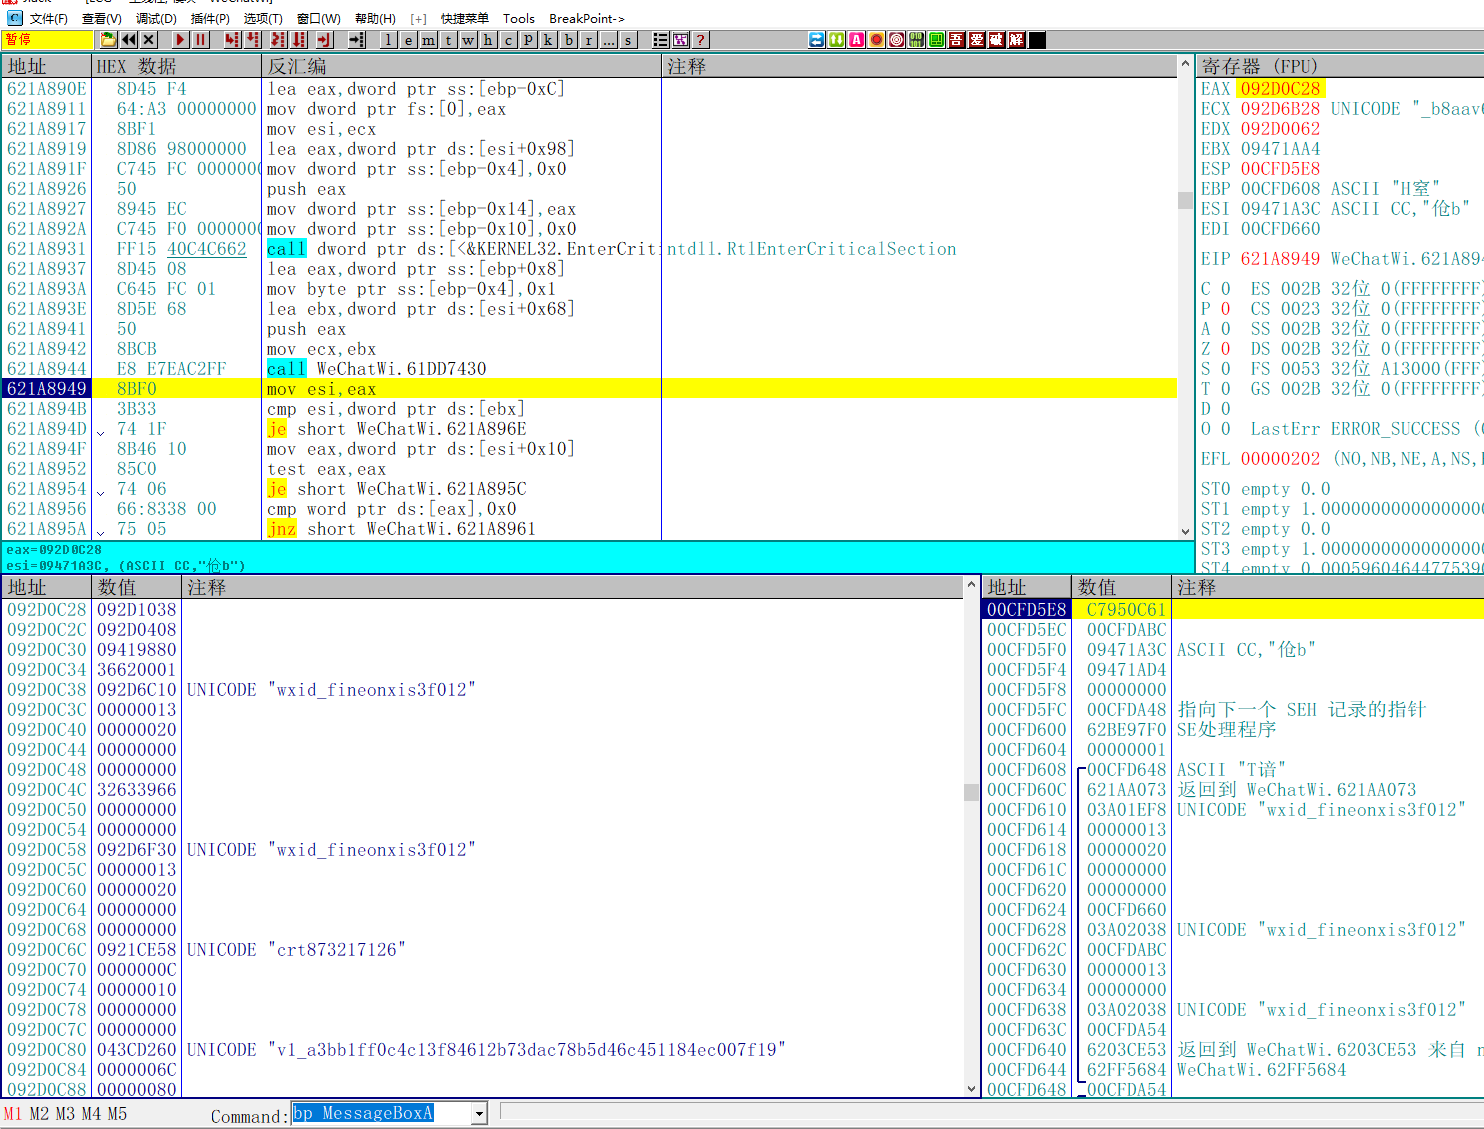 文件(F) 查看(V) 调试(D) 插件(P) 选项(T) 窗口(W) 帮助(H) [+] 快捷菜单 Tools BreakPoint->
暂停 l e m t w h c p k b r ... s ? 吾 爱 破 解
地址 HEX 数据 反汇编 注释
621A890E 8D45 F4 lea eax,dword ptr ss:[ebp-0xC]
621A8911 64:A3 00000000 mov dword ptr fs:[0],eax
621A8917 8BF1 mov esi,ecx
621A8919 8D86 98000000 lea eax,dword ptr ds:[esi+0x98]
621A891F C745 FC 0000000 mov dword ptr ss:[ebp-0x4],0x0
621A8926 50 push eax
621A8927 8945 EC mov dword ptr ss:[ebp-0x14],eax
621A892A C745 F0 0000000 mov dword ptr ss:[ebp-0x10],0x0
621A8931 FF15 40C4C662 call dword ptr ds:[<&KERNEL32.EnterCrit ntdll.RtlEnterCriticalSection
621A8937 8D45 08 lea eax,dword ptr ss:[ebp+0x8]
621A893A C645 FC 01 mov byte ptr ss:[ebp-0x4],0x1
621A893E 8D5E 68 lea ebx,dword ptr ds:[esi+0x68]
621A8941 50 push eax
621A8942 8BCB mov ecx,ebx
621A8944 E8 E7EAC2FF call WeChatWi.61DD7430
621A8949 8BF0 mov esi,eax
621A894B 3B33 cmp esi,dword ptr ds:[ebx]
621A894D 74 1F je short WeChatWi.621A896E
621A894F 8B46 10 mov eax,dword ptr ds:[esi+0x10]
621A8952 85C0 test eax,eax
621A8954 74 06 je short WeChatWi.621A895C
621A8956 66:8338 00 cmp word ptr ds:[eax],0x0
621A895A 75 05 jnz short WeChatWi.621A8961
eax=092D0C28
esi=09471A3C, (ASCII CC,"伧b")
寄存器 (FPU)
EAX 092D0C28
ECX 092D6B28 UNICODE "_b8aav
EDX 092D0062
EBX 09471AA4
ESP 00CFD5E8
EBP 00CFD608 ASCII "H窒"
ESI 09471A3C ASCII CC,"伧b"
EDI 00CFD660
EIP 621A8949 WeChatWi.621A894
C 0 ES 002B 32位 0(FFFFFFFF)
P 0 CS 0023 32位 0(FFFFFFFF)
A 0 SS 002B 32位 0(FFFFFFFF)
Z 0 DS 002B 32位 0(FFFFFFFF)
S 0 FS 0053 32位 A13000(FFF)
T 0 GS 002B 32位 0(FFFFFFFF)
D 0
O 0 LastErr ERROR_SUCCESS (
EFL 00000202 (NO,NB,NE,A,NS,
ST0 empty 0.0
ST1 empty 1.0000000000000000
ST2 empty 0.0
ST3 empty 1.0000000000000000
ST4 empty 0.0005960464477539
地址 数值 注释
092D0C28 092D1038
092D0C2C 092D0408
092D0C30 09419880
092D0C34 36620001
092D0C38 092D6C10 UNICODE "wxid_fineonxis3f012"
092D0C3C 00000013
092D0C40 00000020
092D0C44 00000000
092D0C48 00000000
092D0C4C 32633966
092D0C50 00000000
092D0C54 00000000
092D0C58 092D6F30 UNICODE "wxid_fineonxis3f012"
092D0C5C 00000013
092D0C60 00000020
092D0C64 00000000
092D0C68 00000000
092D0C6C 0921CE58 UNICODE "crt873217126"
092D0C70 0000000C
092D0C74 00000010
092D0C78 00000000
092D0C7C 00000000
092D0C80 043CD260 UNICODE "v1_a3bb1ff0c4c13f84612b73dac78b5d46c451184ec007f19"
092D0C84 0000006C
092D0C88 00000080
地址 数值 注释
00CFD5E8 C7950C61
00CFD5EC 00CFDABC
00CFD5F0 09471A3C ASCII CC,"伧b"
00CFD5F4 09471AD4
00CFD5F8 00000000
00CFD5FC 00CFDA48 指向下一个 SEH 记录的指针
00CFD600 62BE97F0 SE处理程序
00CFD604 00000001
00CFD608 00CFD648 ASCII "T谙"
00CFD60C 621AA073 返回到 WeChatWi.621AA073
00CFD610 03A01EF8 UNICODE "wxid_fineonxis3f012"
00CFD614 00000013
00CFD618 00000020
00CFD61C 00000000
00CFD620 00000000
00CFD624 00CFD660
00CFD628 03A02038 UNICODE "wxid_fineonxis3f012"
00CFD62C 00CFDABC
00CFD630 00000013
00CFD634 00000000
00CFD638 03A02038 UNICODE "wxid_fineonxis3f012"
00CFD63C 00CFDA54
00CFD640 6203CE53 返回到 WeChatWi.6203CE53 来自
00CFD644 62FF5684 WeChatWi.62FF5684
00CFD648 00CFDA54
M1 M2 M3 M4 M5 Command: bp MessageBoxA